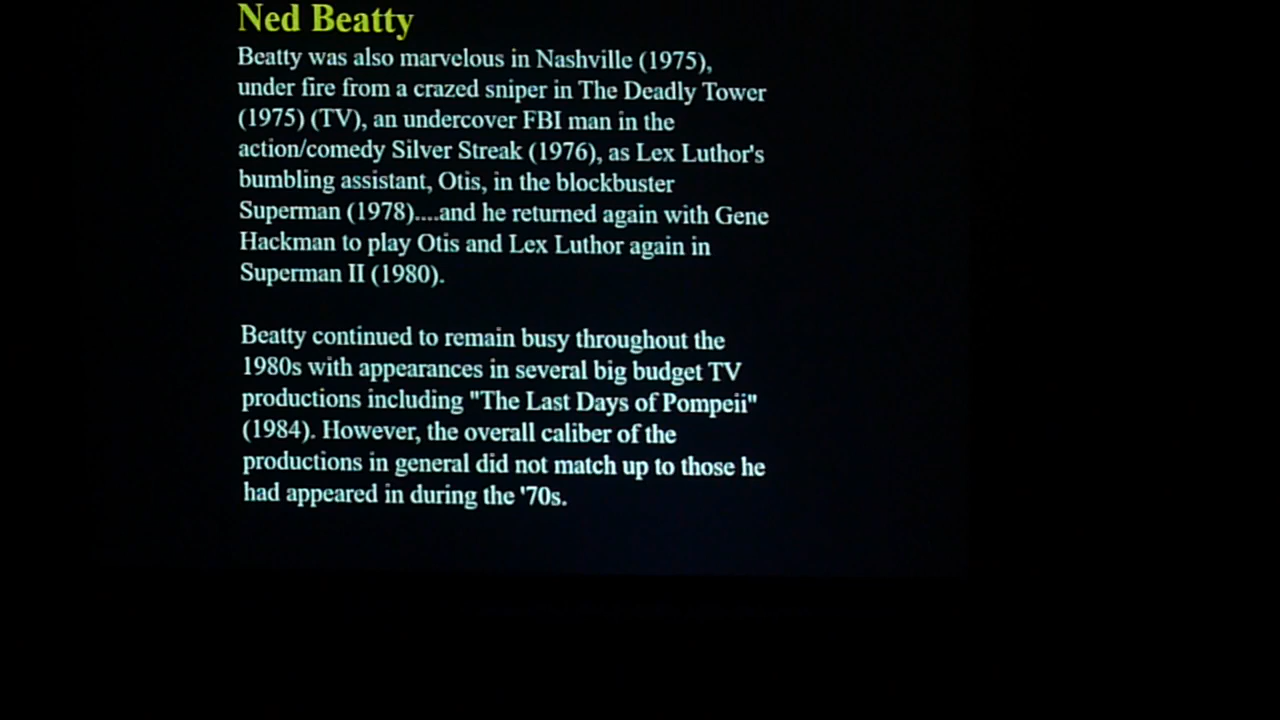 Ned Beatty
Beatty was also marvelous in Nashville (1975),
under fire from a crazed sniper in The Deadly Tower
(1975) (TV), an undercover FBI man in the
action/comedy Silver Streak (1976), as Lex Luthor's
bumbling assistant, Otis, in the blockbuster
Superman (1978)....and he returned again with Gene
Hackman to play Otis and Lex Luthor again in
Superman II (1980).
Beatty continued to remain busy throughout the
1980s with appearances in several big budget TV
productions including "The Last Days of Pompeii"
(1984). However, the overall caliber of the
productions in general did not match up to those he
had appeared in during the '70s.